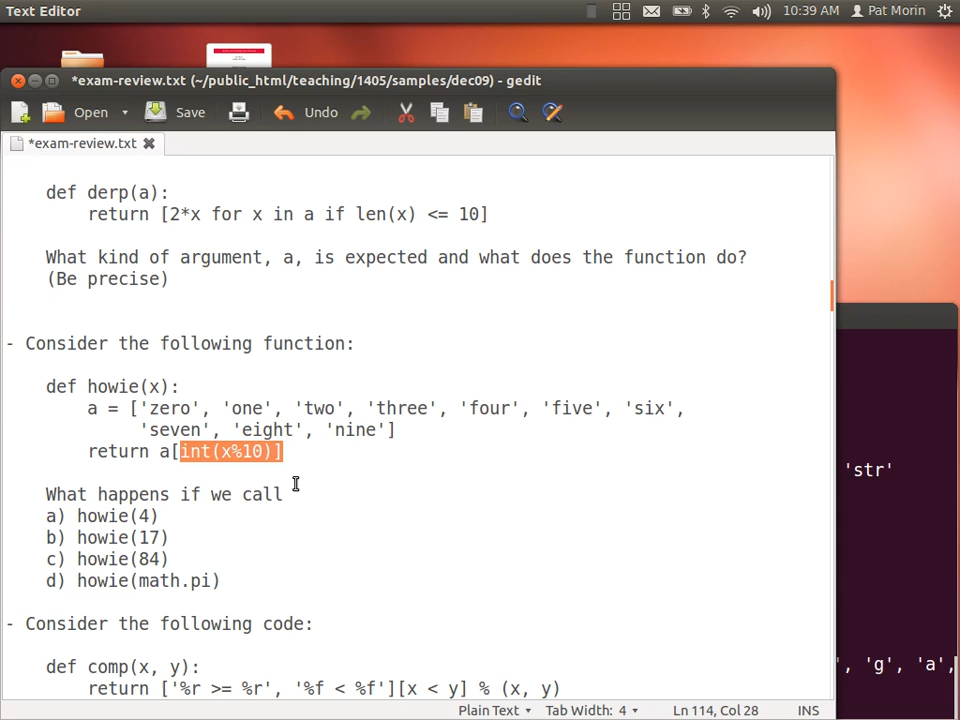 Text Editor
10:39 AM
Pat Morin
*exam-review.txt (~/public_html/teaching/1405/samples/dec09) - gedit
Open
Save
Undo
*exam-review.txt
def derp(a):
return [2*x for x in a if len(x) <= 10]
What kind of argument, a, is expected and what does the function do?
(Be precise)
- Consider the following function:
def howie(x):
a = ['zero', 'one', 'two', 'three', 'four', 'five', 'six',
'seven', 'eight', 'nine']
return a[int(x%10)]
What happens if we call
a) howie(4)
b) howie(17)
c) howie(84)
d) howie(math.pi)
- Consider the following code:
def comp(x, y):
return ['%r >= %r', '%f < %f'][x < y] % (x, y)
'str'
', 'g', 'a',
Plain Text
Tab Width: 4
Ln 114, Col 28
INS